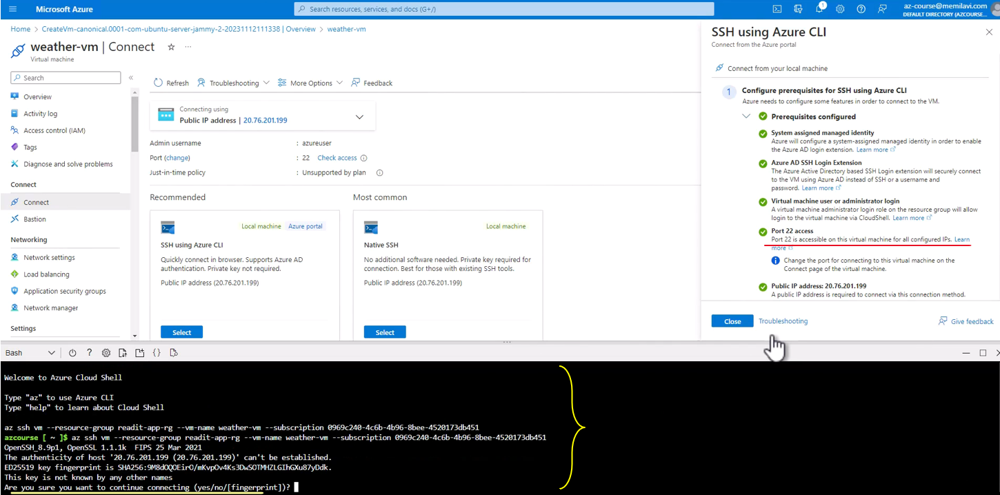 Microsoft Azure
Search resources, services, and docs (G+/)
1
az-course@memilavi.com
DEFAULT DIRECTORY (AZCOURSE...
Home > CreateVm-canonical.0001-com-ubuntu-server-jammy-2-20231112111338 | Overview > weather-vm
weather-vm | Connect ☆ ...
Virtual machine
Search
«
Overview
Activity log
Access control (IAM)
Tags
Diagnose and solve problems
Connect
Connect
Bastion
Networking
Network settings
Load balancing
Application security groups
Network manager
Settings
Refresh
Troubleshooting
More Options
Feedback
Connecting using
Public IP address | 20.76.201.199
Admin username : azureuser
Port (change) : 22 Check access
Just-in-time policy : Unsupported by plan
Recommended
Local machine Azure portal
SSH using Azure CLI
Quickly connect in browser. Supports Azure AD
authentication. Private key not required.
Public IP address (20.76.201.199)
Select
Most common
Local machine
Native SSH
No additional software needed. Private key required for
connection. Best for those with existing SSH tools.
Public IP address (20.76.201.199)
Select
SSH using Azure CLI
Connect from the Azure portal
Connect from your local machine
1 Configure prerequisites for SSH using Azure CLI
Azure needs to configure some features in order to connect to the VM.
Prerequisites configured
System assigned managed identity
Azure will configure a system-assigned managed identity in order to enable
the Azure AD login extension. Learn more
Azure AD SSH Login Extension
The Azure Active Directory based SSH Login extension will securely connect
to the VM using Azure AD instead of SSH or a username and
password. Learn more
Virtual machine user or administrator login
A virtual machine administrator login role on the resource group will allow
login to the virtual machine via CloudShell. Learn more
Port 22 access
Port 22 is accessible on this virtual machine for all configured IPs. Learn
more
Change the port for connecting to this virtual machine on the
Connect page of the virtual machine.
Public IP address: 20.76.201.199
A public IP address is required to connect via this connection method.
Close
Troubleshooting
Give feedback
Bash
Welcome to Azure Cloud Shell
Type "az" to use Azure CLI
Type "help" to learn about Cloud Shell
az ssh vm --resource-group readit-app-rg --vm-name weather-vm --subscription 0969c240-4c6b-4b96-8bee-4520173db451
azcourse [ ~ ]$ az ssh vm --resource-group readit-app-rg --vm-name weather-vm --subscription 0969c240-4c6b-4b96-8bee-4520173db451
OpenSSH_8.9p1, OpenSSL 1.1.1k  FIPS 25 Mar 2021
The authenticity of host '20.76.201.199 (20.76.201.199)' can't be established.
ED25519 key fingerprint is SHA256:9M8dOQOEirO/mKvpOv4Ks3DwSOTMHZLGIhGXu87yDdk.
This key is not known by any other names
Are you sure you want to continue connecting (yes/no/[fingerprint])?